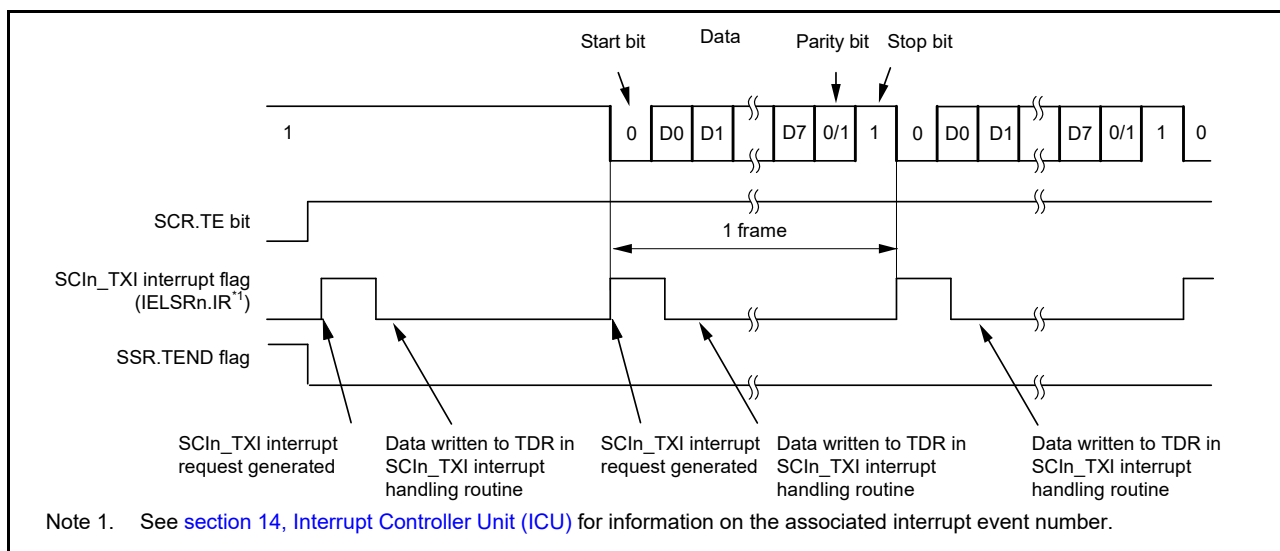 Start bit Data Parity bit Stop bit
1 0 D0 D1 D7 0/1 1 0 D0 D1 D7 0/1 1 0
SCR.TE bit
1 frame
SCIn_TXI interrupt flag
(IELSRn.IR*1)
SSR.TEND flag
SCIn_TXI interrupt
request generated
Data written to TDR in
SCIn_TXI interrupt
handling routine
SCIn_TXI interrupt
request generated
Data written to TDR in
SCIn_TXI interrupt
handling routine
Data written to TDR in
SCIn_TXI interrupt
handling routine
Note 1. See section 14, Interrupt Controller Unit (ICU) for information on the associated interrupt event number.